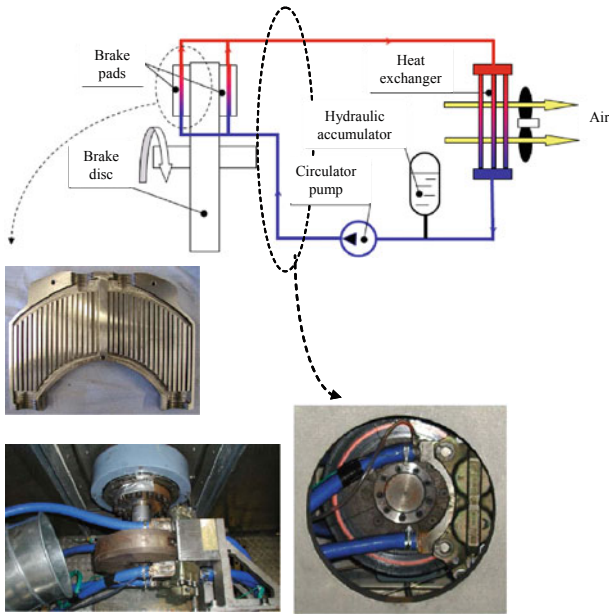 Brake
pads
Heat
exchanger
Hydraulic
accumulator
Air
Circulator
pump
Brake
disc